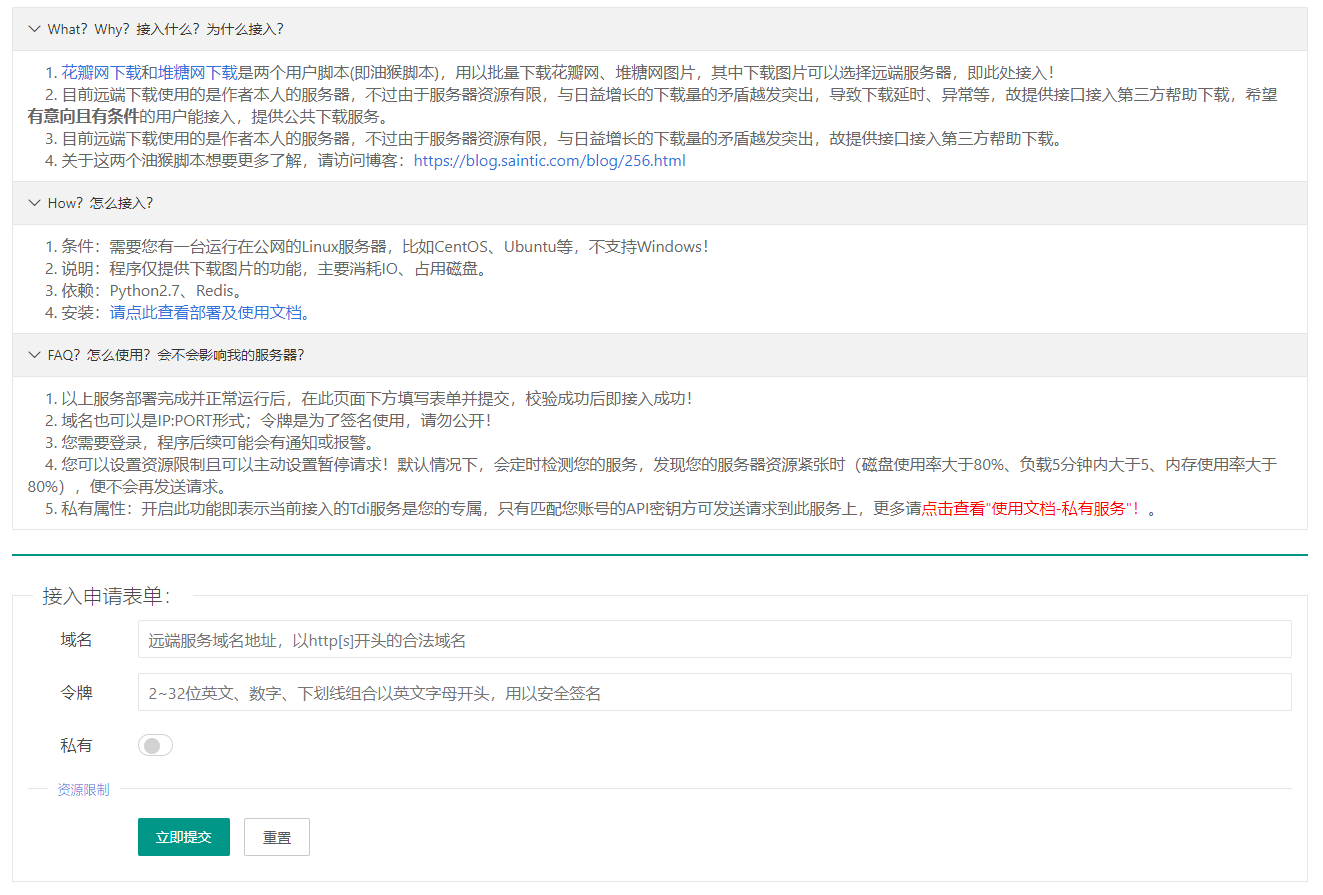 What？Why？接入什么？为什么接入？
1. 花瓣网下载和堆糖网下载是两个用户脚本(即油猴脚本)，用以批量下载花瓣网、堆糖网图片，其中下载图片可以选择远端服务器，即此处接入！
2. 目前远端下载使用的是作者本人的服务器，不过由于服务器资源有限，与日益增长的下载量的矛盾越发突出，导致下载延时、异常等，故提供接口接入第三方帮助下载，希望
有意向且有条件的用户能接入，提供公共下载服务。
3. 目前远端下载使用的是作者本人的服务器，不过由于服务器资源有限，与日益增长的下载量的矛盾越发突出，故提供接口接入第三方帮助下载。
4. 关于这两个油猴脚本想要更多了解，请访问博客：https://blog.saintic.com/blog/256.html
How？怎么接入？
1. 条件：需要您有一台运行在公网的Linux服务器，比如CentOS、Ubuntu等，不支持Windows！
2. 说明：程序仅提供下载图片的功能，主要消耗IO、占用磁盘。
3. 依赖：Python2.7、Redis。
4. 安装：请点此查看部署及使用文档。
FAQ？怎么使用？会不会影响我的服务器？
1. 以上服务部署完成并正常运行后，在此页面下方填写表单并提交，校验成功后即接入成功！
2. 域名也可以是IP:PORT形式；令牌是为了签名使用，请勿公开！
3. 您需要登录，程序后续可能会有通知或报警。
4. 您可以设置资源限制且可以主动设置暂停请求！默认情况下，会定时检测您的服务，发现您的服务器资源紧张时（磁盘使用率大于80%、负载5分钟内大于5、内存使用率大于
80%），便不会再发送请求。
5. 私有属性：开启此功能即表示当前接入的Tdi服务是您的专属，只有匹配您账号的API密钥方可发送请求到此服务上，更多请点击查看"使用文档-私有服务"！。
接入申请表单：
域名 远端服务域名地址，以http[s]开头的合法域名
令牌 2~32位英文、数字、下划线组合以英文字母开头，用以安全签名
私有
资源限制
立即提交 重置